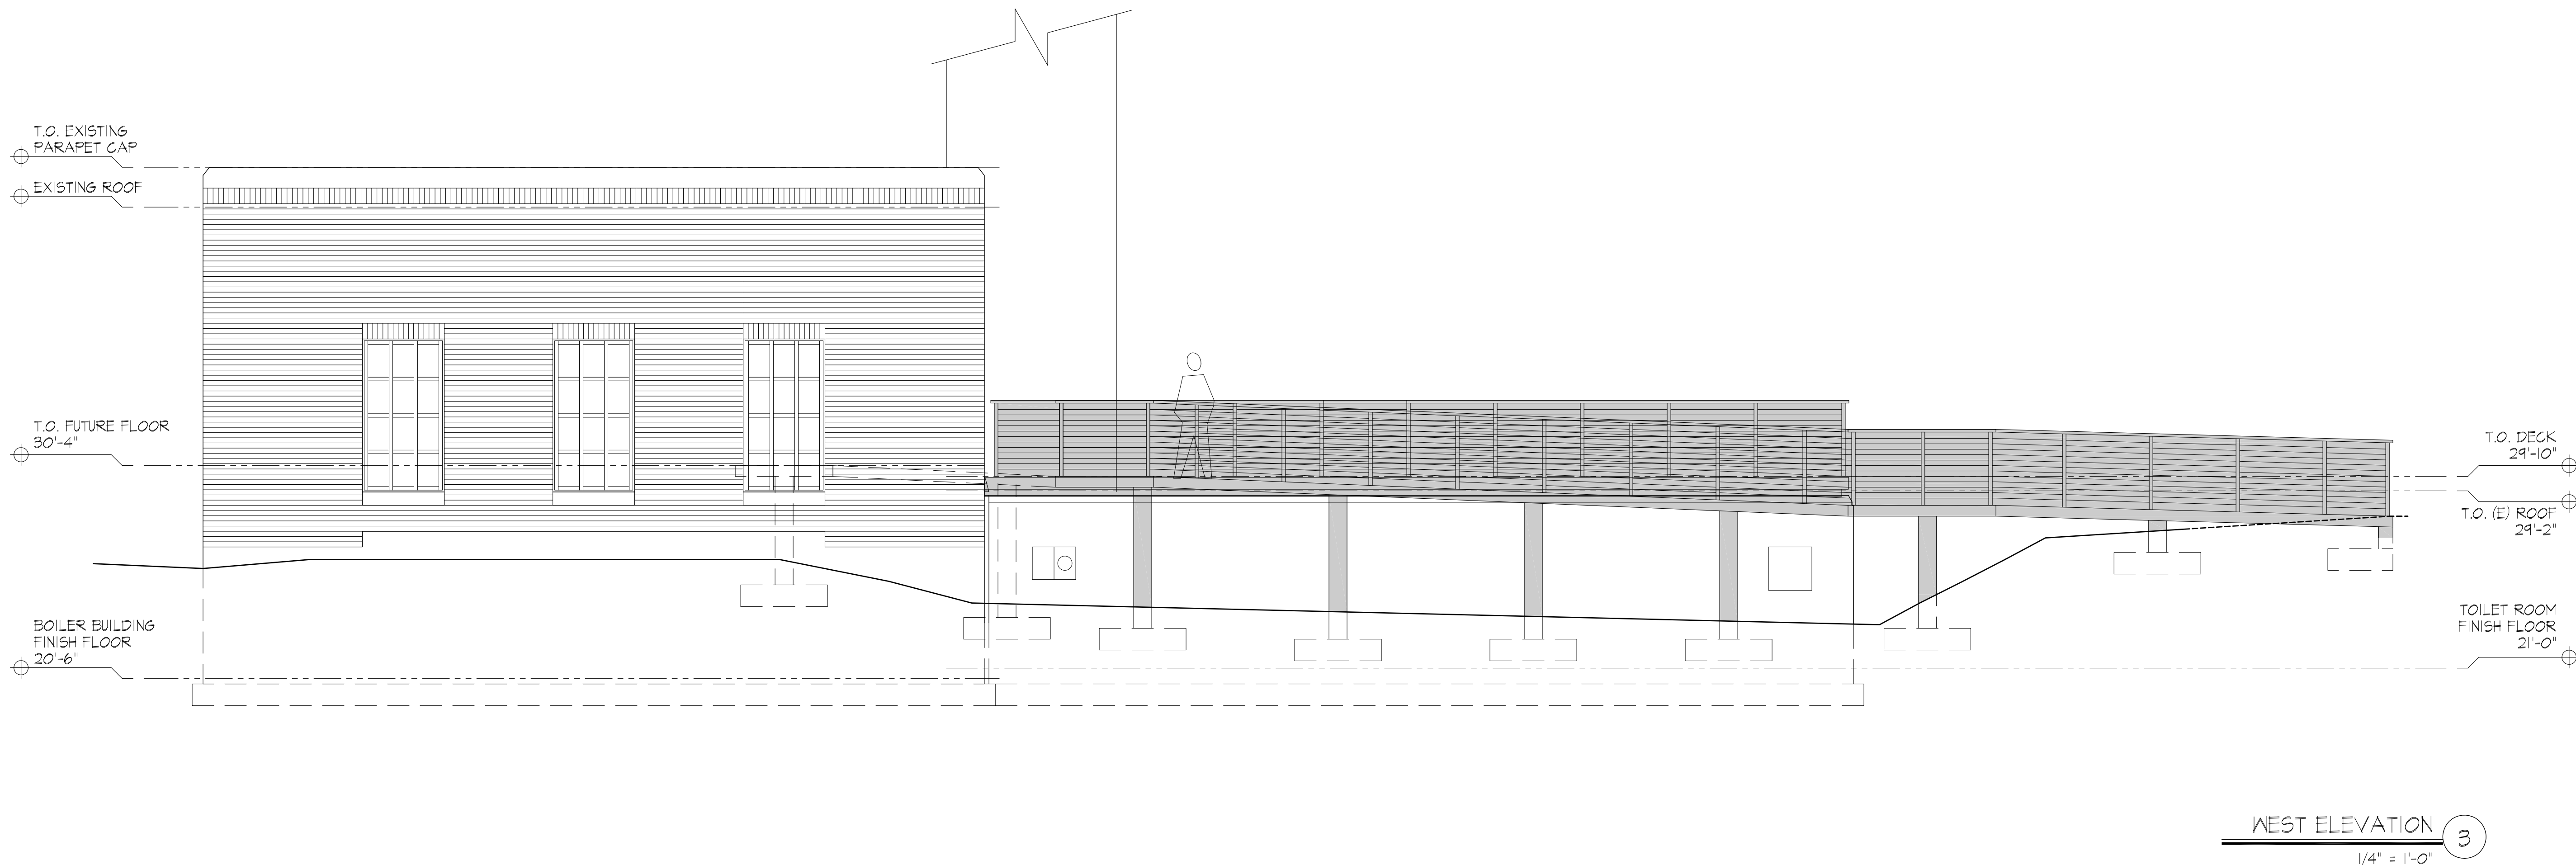 T.O. EXISTING
PARAPET CAP
EXISTING ROOF
T.O. FUTURE FLOOR
30'-4"
BOILER BUILDING
FINISH FLOOR
20'-6"
T.O. DECK
29'-10"
T.O. (E) ROOF
29'-2"
TOILET ROOM
FINISH FLOOR
21'-0"
WEST ELEVATION
3
1/4" = 1'-0"